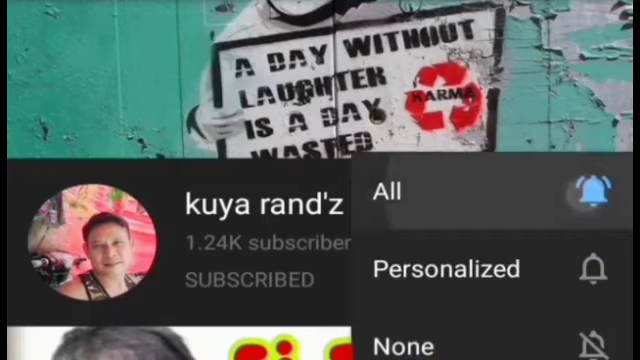 A DAY WITHOUT
LAUGHTER
IS A DAY
WASTED
KARMA
kuya rand'z
1.24K subscriber
SUBSCRIBED
All
Personalized
None